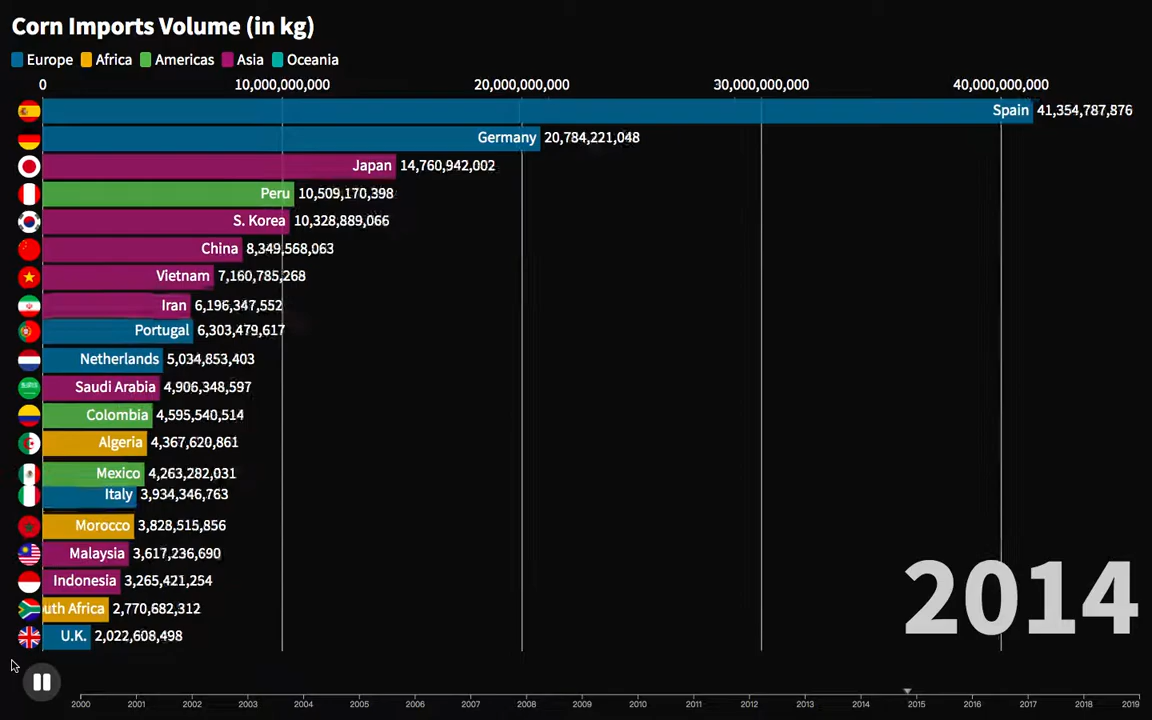 Corn Imports Volume (in kg)
Europe Africa Americas Asia Oceania
0 10,000,000,000 20,000,000,000 30,000,000,000 40,000,000,000
Spain 41,354,787,876
Germany 20,784,221,048
Japan 14,760,942,002
Peru 10,509,170,398
S. Korea 10,328,889,066
China 8,349,568,063
Vietnam 7,160,785,268
Iran 6,196,347,552
Portugal 6,303,479,617
Netherlands 5,034,853,403
Saudi Arabia 4,906,348,597
Colombia 4,595,540,514
Algeria 4,367,620,861
Mexico 4,263,282,031
Italy 3,934,346,763
Morocco 3,828,515,856
Malaysia 3,617,236,690
Indonesia 3,265,421,254
uth Africa 2,770,682,312
U.K. 2,022,608,498
2014
2000 2001 2002 2003 2004 2005 2006 2007 2008 2009 2010 2011 2012 2013 2014 2015 2016 2017 2018 2019